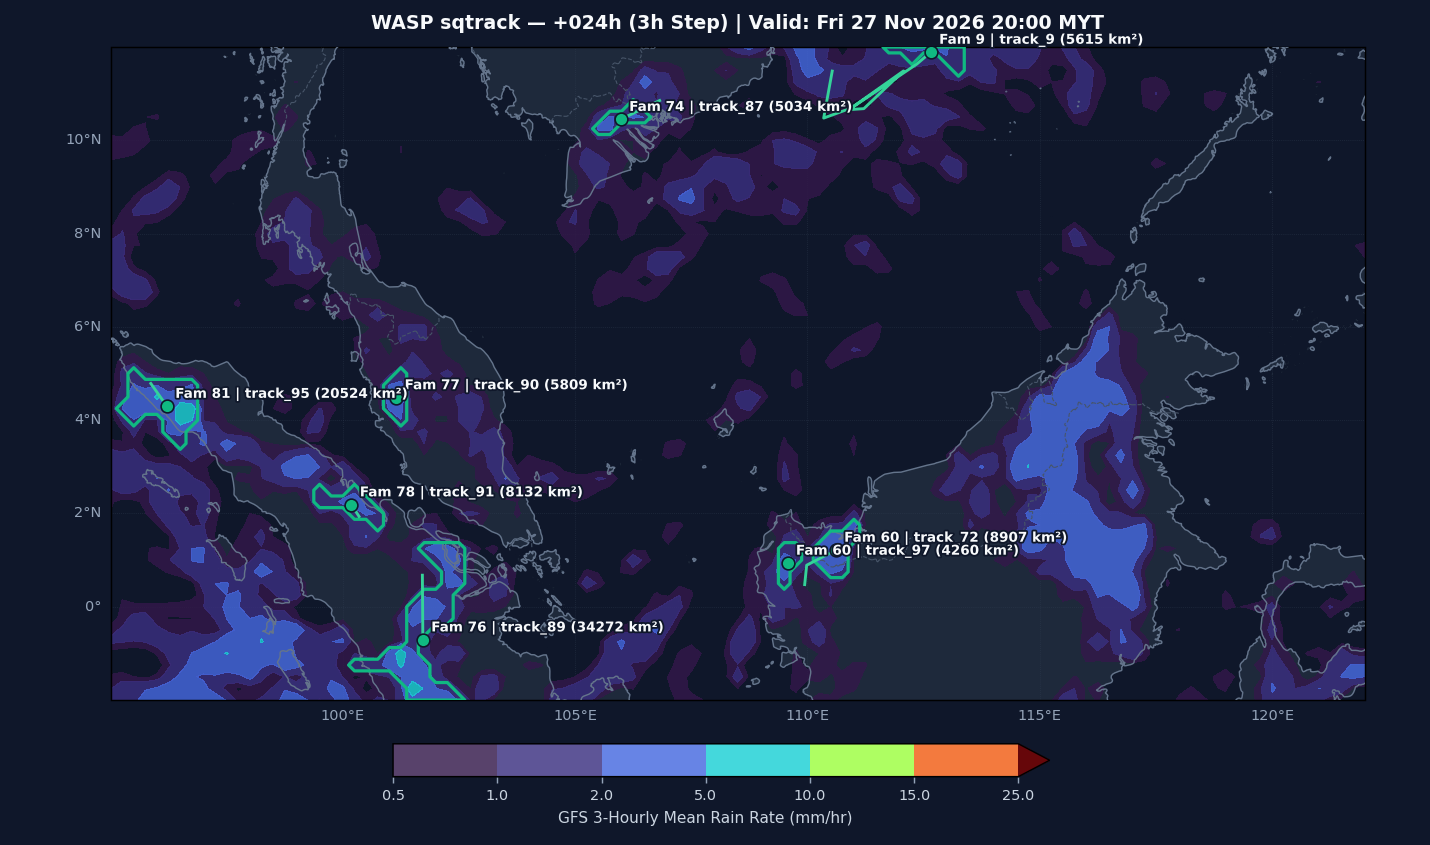 WASP sqtrack — +024h (3h Step) | Valid: Fri 27 Nov 2026 20:00 MYT
Fam 9 | track_9 (5615 km²)
Fam 74 | track_87 (5034 km²)
10°N
8°N
6°N
Fam 77 | track_90 (5809 km²)
Fam 81 | track_95 (20524 km²)
4°N
Fam 78 | track_91 (8132 km²)
2°N
Fam 60 | track_72 (8907 km²)
Fam 60 | track_97 (4260 km²)
0°
Fam 76 | track_89 (34272 km²)
100°E 105°E 110°E 115°E 120°E
0.5 1.0 2.0 5.0 10.0 15.0 25.0
GFS 3-Hourly Mean Rain Rate (mm/hr)